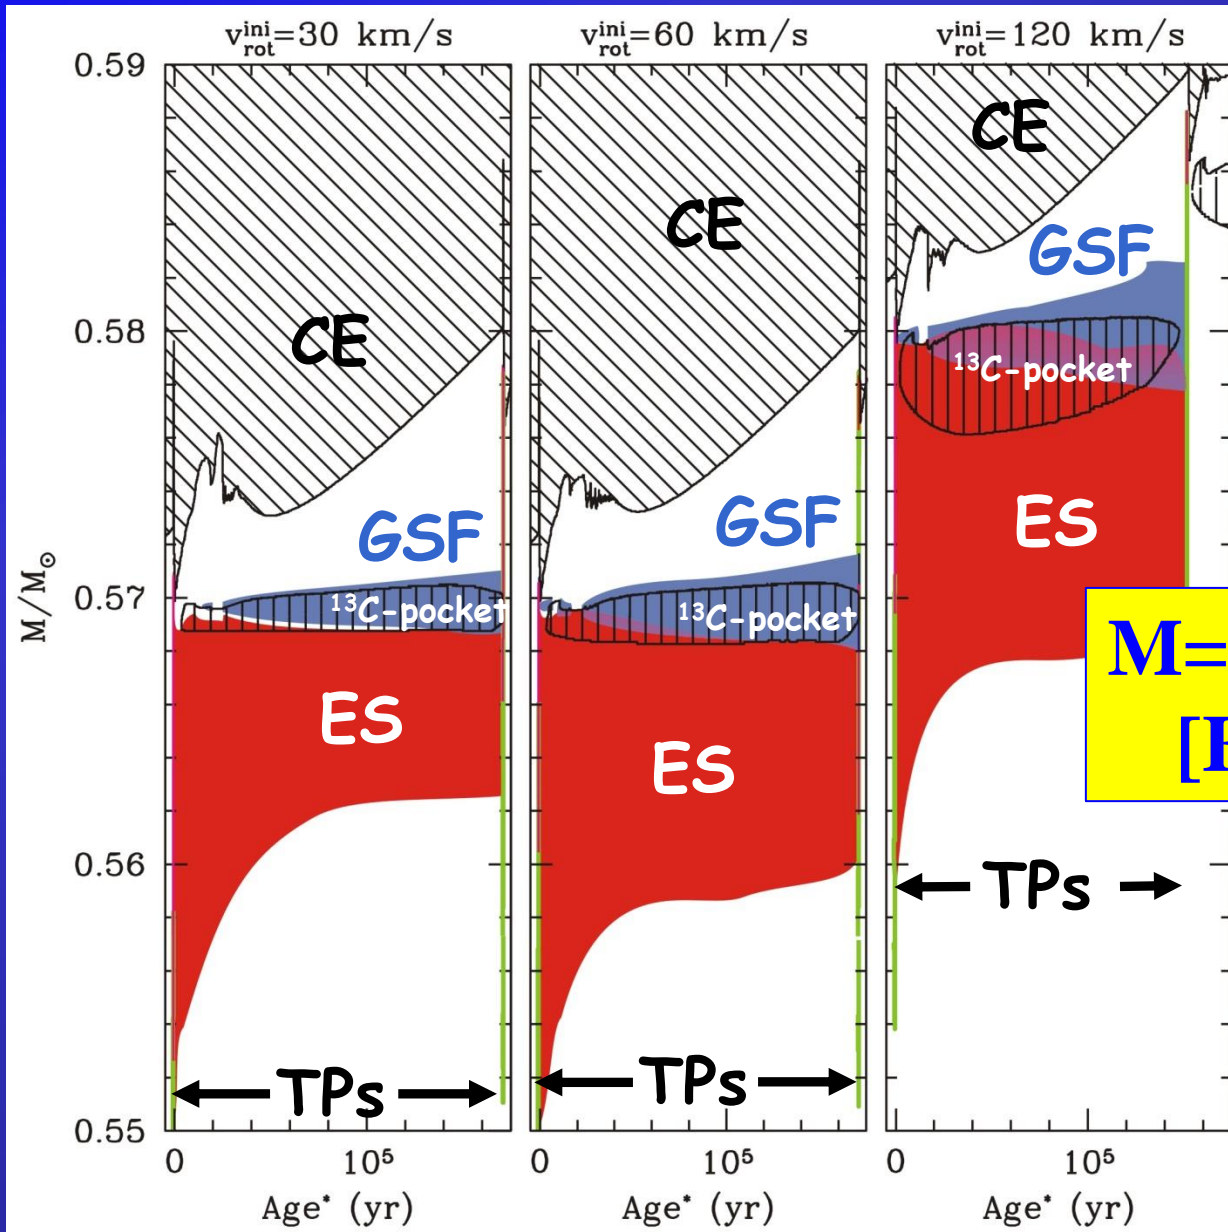 v_rot^ini=30 km/s
v_rot^ini=60 km/s
v_rot^ini=120 km/s
0.59
0.58
0.57
0.56
0.55
M/M☉
CE
GSF
¹³C-pocket
ES
TPs
CE
GSF
¹³C-pocket
ES
TPs
CE
GSF
¹³C-pocket
ES
TPs
M=
[
0
10⁵
0
10⁵
0
10⁵
Age* (yr)
Age* (yr)
Age* (yr)